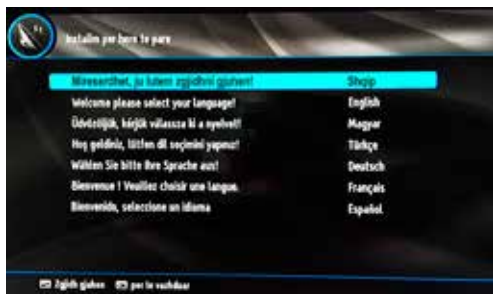 Instalim per here te pare
Miresardhet, ju lutem zgjidhni gjuhen! Shqip
Welcome please select your language! English
Üdvözöljük, kérjük válassza ki a nyelvet! Magyar
Hoş geldiniz, lütfen dil seçimini yapınız! Türkçe
Wählen Sie bitte Ihre Sprache aus! Deutsch
Bienvenue ! Veuillez choisir une langue. Français
Bienvenido, seleccione un idioma Español
Zgjidh gjuhen per te vazhduar